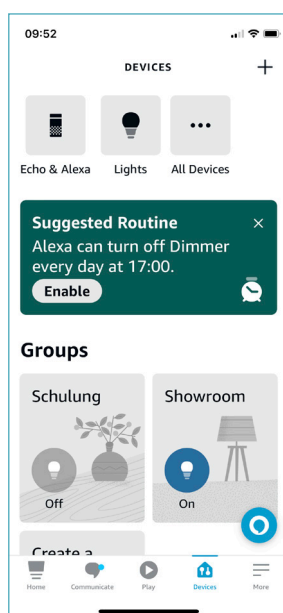 09:52
DEVICES
Echo & Alexa
Lights
All Devices
Suggested Routine
Alexa can turn off Dimmer
every day at 17:00.
Enable
Groups
Schulung
Off
Showroom
On
Create a
Home
Communicate
Play
Devices
More